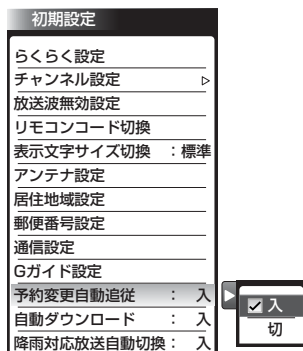 初期設定
らくらく設定
チャンネル設定
放送波無効設定
リモコンコード切換
表示文字サイズ切換 ：標準
アンテナ設定
居住地域設定
郵便番号設定
通信設定
Gガイド設定
予約変更自動追従 ： 入
入
切
自動ダウンロード ： 入
降雨対応放送自動切換： 入